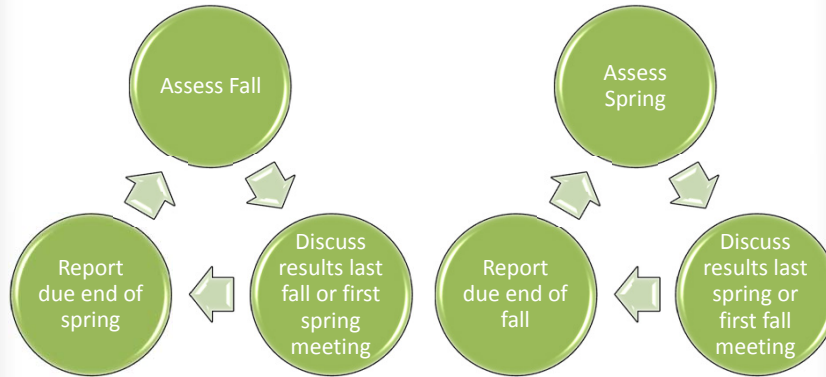 Assess Fall
Discuss
results last
fall or first
spring
meeting
Report
due end of
spring
Assess
Spring
Discuss
results last
spring or
first fall
meeting
Report
due end of
fall